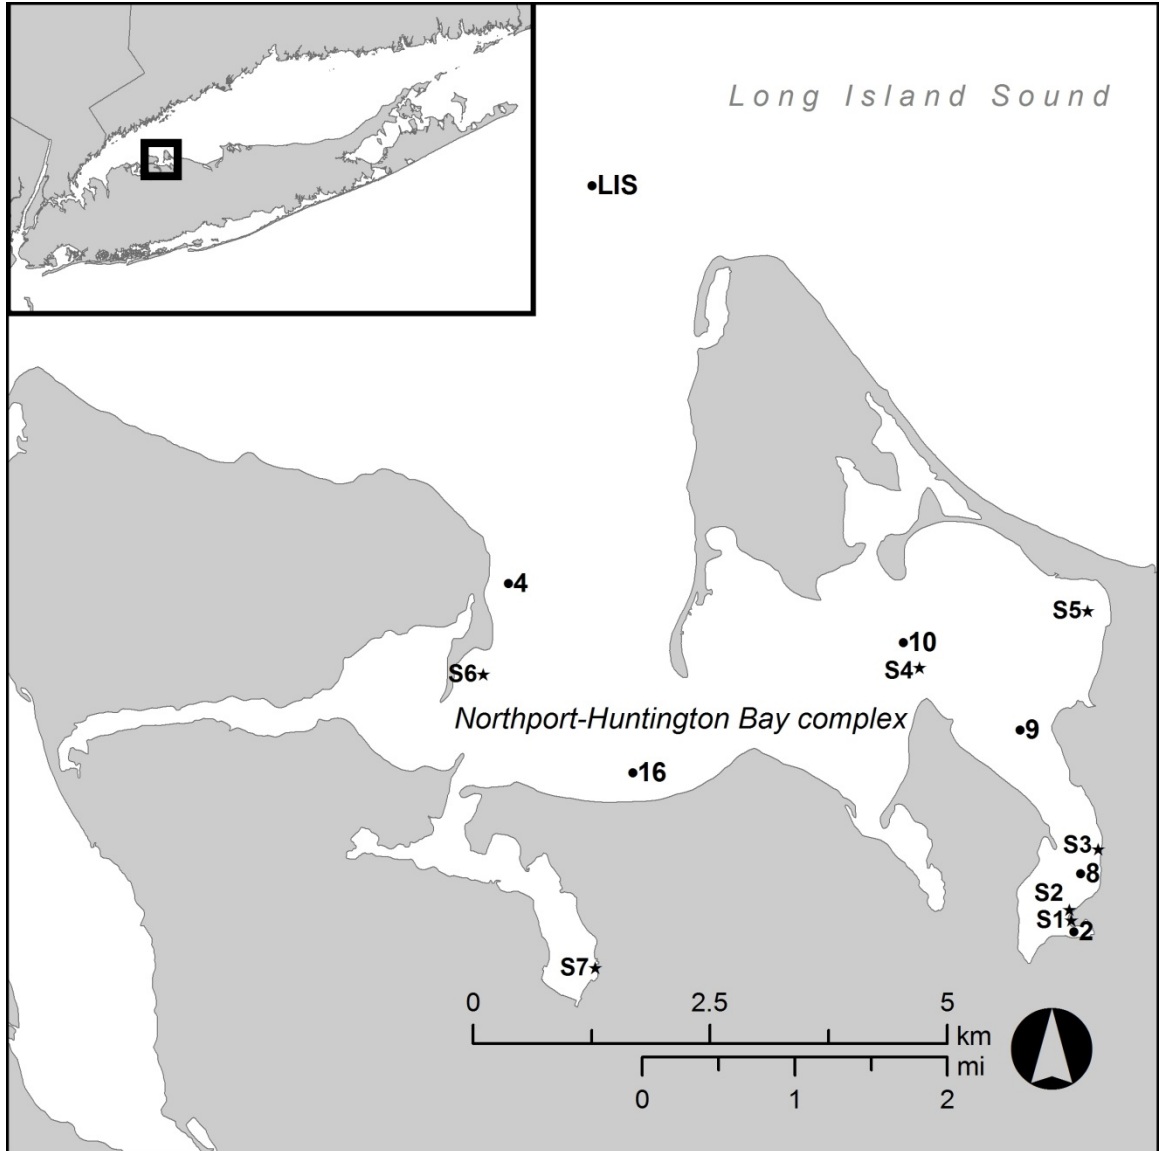 Long Island Sound
LIS
4
S5
10
S4
S6
Northport-Huntington Bay complex
9
16
S3
8
S2
S1
2
S7
0 2.5 5
km
mi
0 1 2